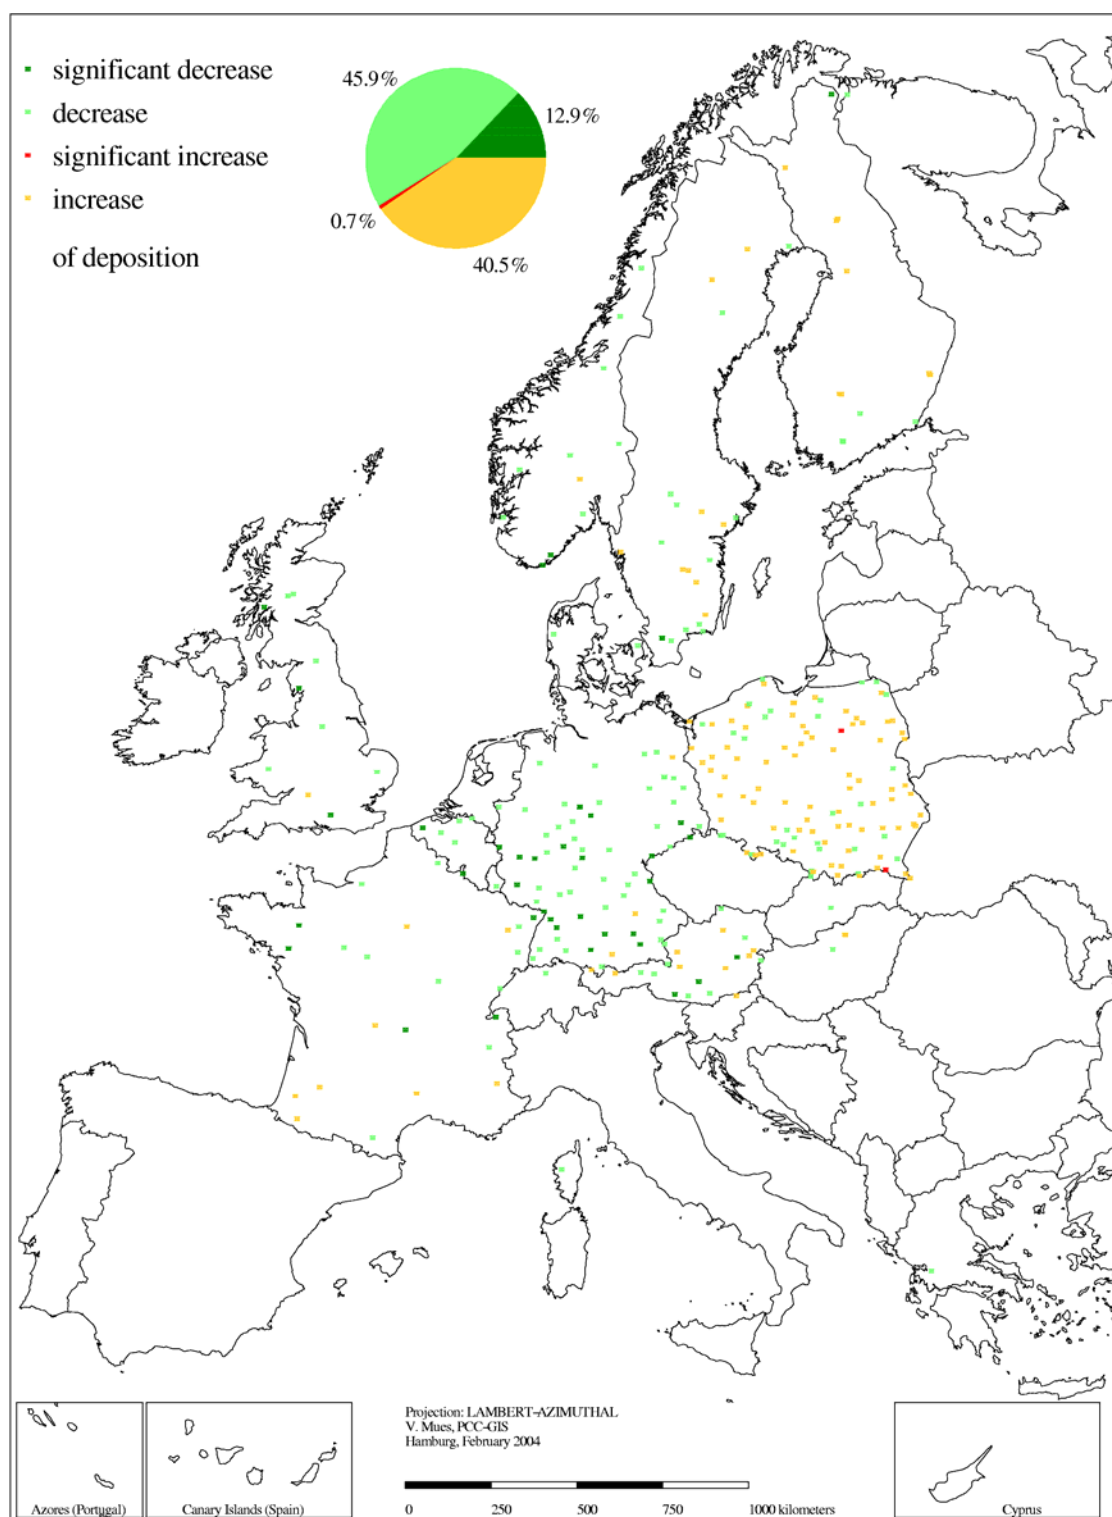 significant decrease
decrease
significant increase
increase
of deposition
45.9%
12.9%
0.7%
40.5%
Projection: LAMBERT-AZIMUTHAL
V. Mues, PCC-GIS
Hamburg, February 2004
0 250 500 750 1000 kilometers
Azores (Portugal)
Canary Islands (Spain)
Cyprus